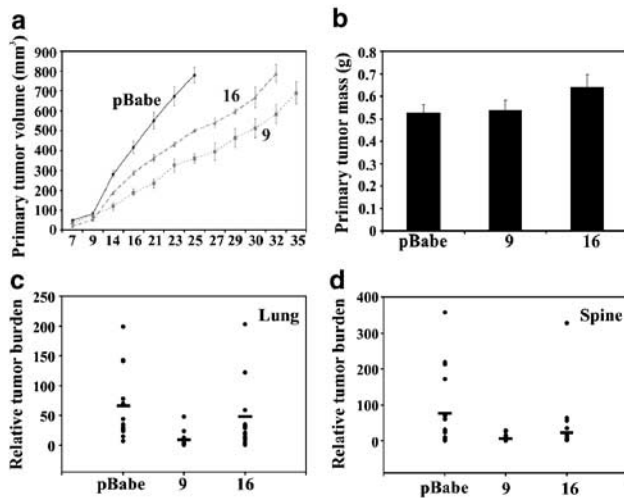 a
Primary tumor volume (mm³)
900
800
700
600
500
400
300
200
100
0
pBabe
16
9
7 9 14 16 21 23 25 27 29 30 32 35
b
Primary tumor mass (g)
0.8
0.7
0.6
0.5
0.4
0.3
0.2
0.1
0
pBabe 9 16
c
Relative tumor burden
250
200
150
100
50
0
Lung
pBabe 9 16
d
Relative tumor burden
400
300
200
100
0
Spine
pBabe 9 16